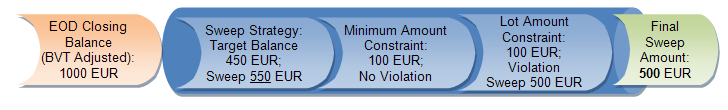 EOD Closing
Balance
(BVT Adjusted):
1000 EUR
Sweep Strategy:
Target Balance
450 EUR;
Sweep 550 EUR
Minimum Amount
Constraint:
100 EUR;
No Violation
Lot Amount
Constraint:
100 EUR;
Violation
Sweep 500 EUR
Final
Sweep
Amount:
500 EUR